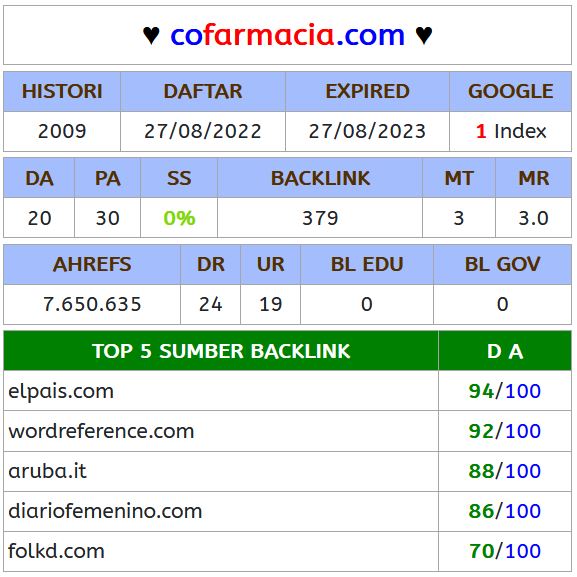 ♥ cofarmacia.com ♥
HISTORI DAFTAR EXPIRED GOOGLE
2009 27/08/2022 27/08/2023 1 Index
DA PA SS BACKLINK MT MR
20 30 0% 379 3 3.0
AHREFS DR UR BL EDU BL GOV
7.650.635 24 19 0 0
TOP 5 SUMBER BACKLINK D A
elpais.com 94/100
wordreference.com 92/100
aruba.it 88/100
diariofemenino.com 86/100
folkd.com 70/100